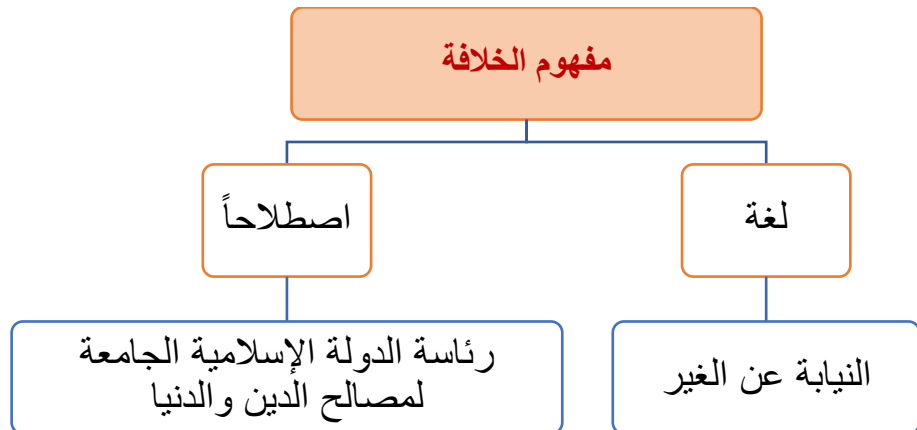 مفهوم الخلافة
لغة
اصطلاحاً
النيابة عن الغير
رئاسة الدولة الإسلامية الجامعة
لمصالح الدين والدنيا